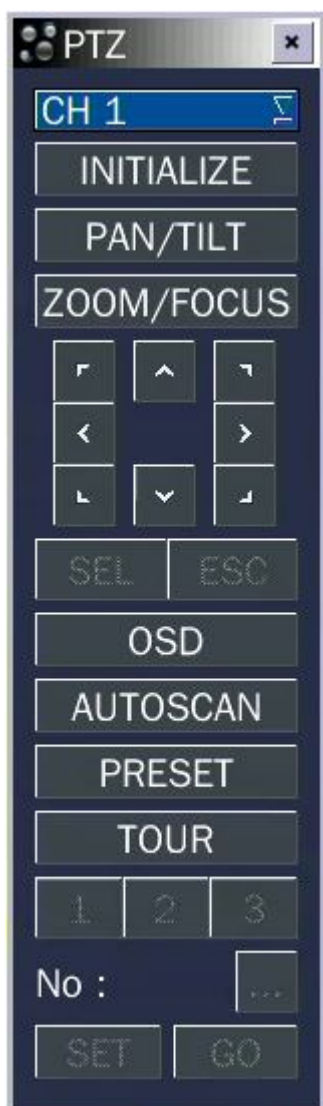 PTZ
CH 1
INITIALIZE
PAN/TILT
ZOOM/FOCUS
SEL ESC
OSD
AUTOSCAN
PRESET
TOUR
1 2 3
No : ...
SET GO